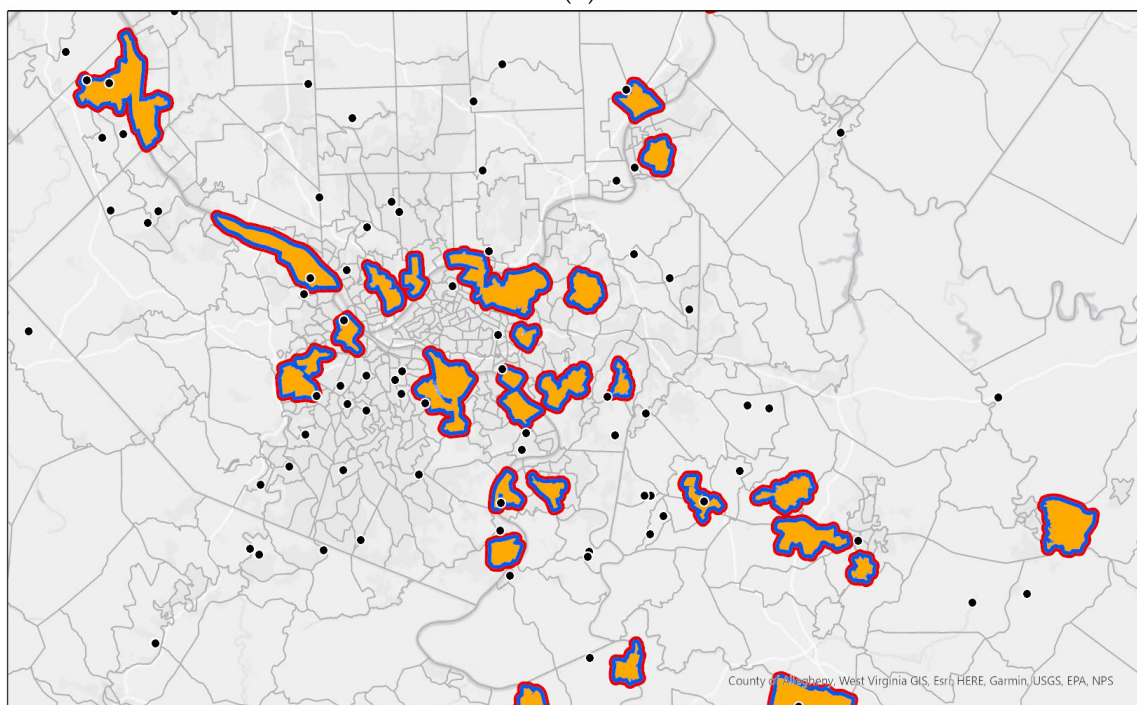 County of Allegheny, West Virginia GIS, Esri, HERE, Garmin, USGS, EPA, NPS